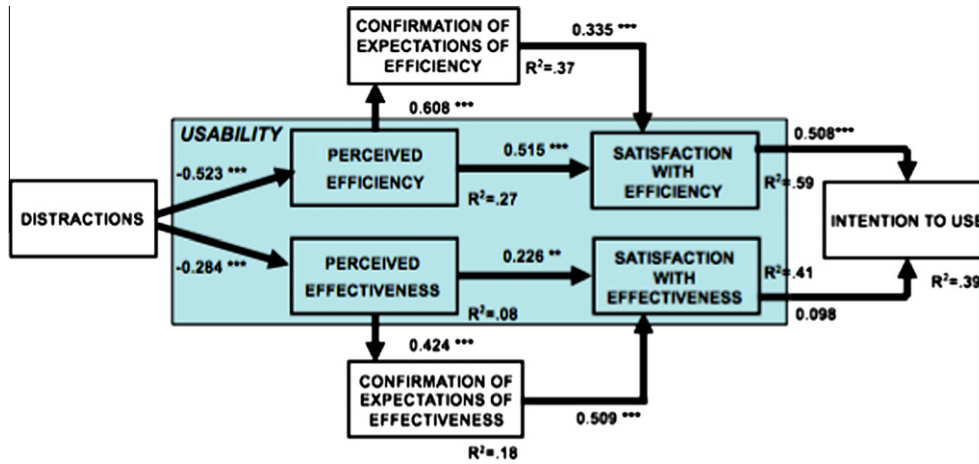 CONFIRMATION OF
EXPECTATIONS OF
EFFICIENCY
0.335 ***
R²=.37
0.608 ***
USABILITY
PERCEIVED
EFFICIENCY
0.515 ***
R²=.27
SATISFACTION
WITH
EFFICIENCY
0.508***
R²=.59
-0.523 ***
DISTRACTIONS
INTENTION TO USE
R²=.39
-0.284 ***
PERCEIVED
EFFECTIVENESS
0.226 **
R²=.08
SATISFACTION
WITH
EFFECTIVENESS
R²=.41
0.098
0.424 ***
CONFIRMATION OF
EXPECTATIONS OF
EFFECTIVENESS
0.509 ***
R²=.18